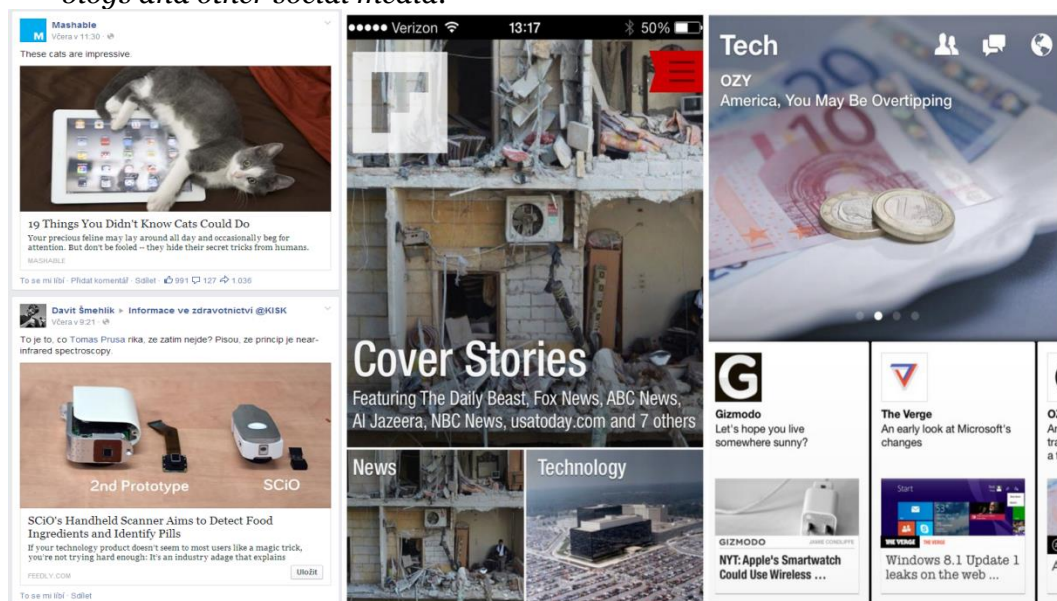 blogs and other social media.
Mashable
Včera v 11:30
These cats are impressive.
19 Things You Didn't Know Cats Could Do
Your precious feline may lay around all day and occasionally beg for
attention. But don't be fooled – they hide their secret tricks from humans.
MASHABLE
To se mi líbí · Přidat komentář · Sdílet · 991 127 1 036
Davit Šmehlík ▸ Informace ve zdravotnictví @KISK
Včera v 9:21
To je to, co Tomas Prusa rika, ze zatim nejde? Pisou, ze princip je near-
infrared spectroscopy.
2nd Prototype
SCiO
SCiO's Handheld Scanner Aims to Detect Food
Ingredients and Identify Pills
If your technology product doesn't seem to most users like a magic trick,
you're not trying hard enough: It's an industry adage that explains
FEEDLY.COM
Uložit
To se mi líbí · Sdílet
Verizon
13:17
50%
Cover Stories
Featuring The Daily Beast, Fox News, ABC News,
Al Jazeera, NBC News, usatoday.com and 7 others
News
Technology
Tech
OZY
America, You May Be Overtipping
G
Gizmodo
Let's hope you live
somewhere sunny?
GIZMODO
NYT: Apple's Smartwatch
Could Use Wireless ...
The Verge
An early look at Microsoft's
changes
Start
THE VERGE
Windows 8.1 Update 1
leaks on the web ...